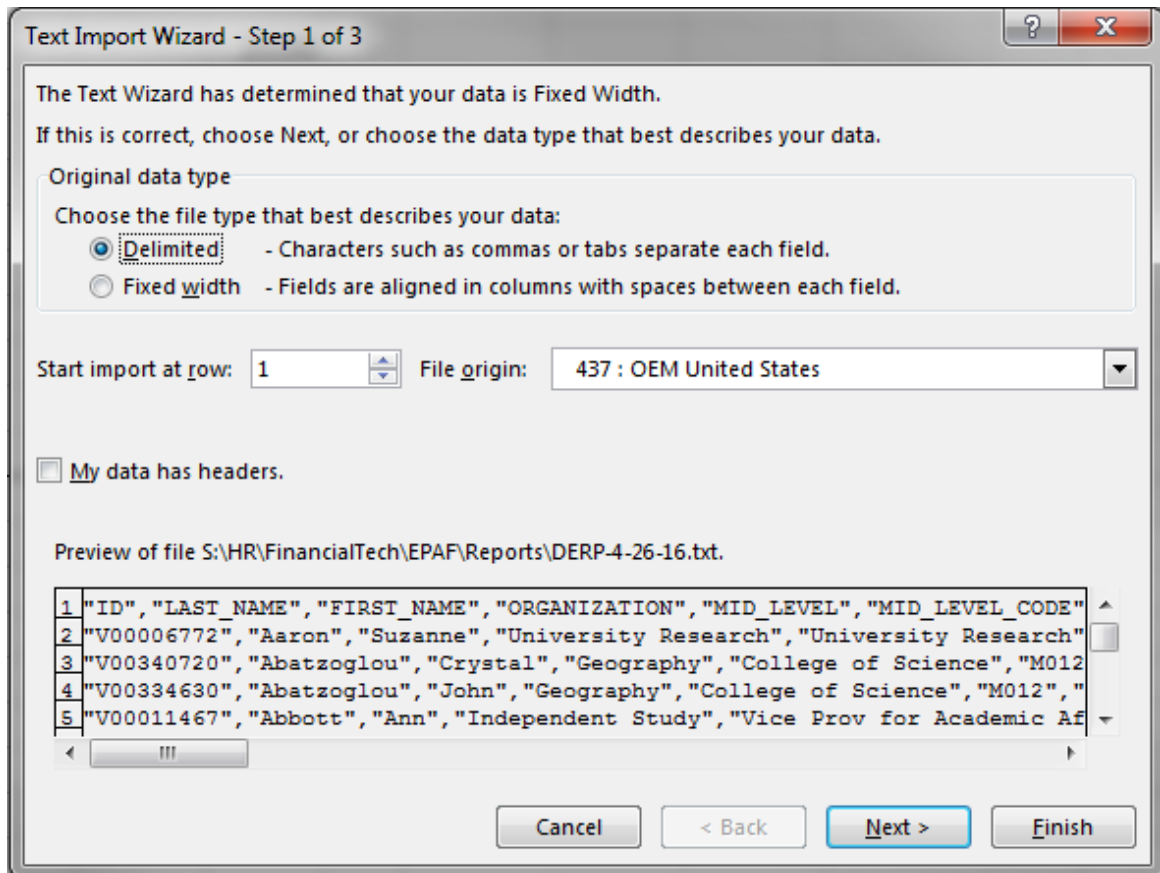 Text Import Wizard - Step 1 of 3
The Text Wizard has determined that your data is Fixed Width.
If this is correct, choose Next, or choose the data type that best describes your data.
Original data type
Choose the file type that best describes your data:
Delimited - Characters such as commas or tabs separate each field.
Fixed width - Fields are aligned in columns with spaces between each field.
Start import at row: 1 File origin: 437 : OEM United States
My data has headers.
Preview of file S:\HR\FinancialTech\EPAF\Reports\DERP-4-26-16.txt.
1 "ID","LAST_NAME","FIRST_NAME","ORGANIZATION","MID_LEVEL","MID_LEVEL_CODE"
2 "V00006772","Aaron","Suzanne","University Research","University Research"
3 "V00340720","Abatzoglou","Crystal","Geography","College of Science","M012
4 "V00334630","Abatzoglou","John","Geography","College of Science","M012","
5 "V00011467","Abbott","Ann","Independent Study","Vice Prov for Academic Af
Cancel < Back Next > Finish